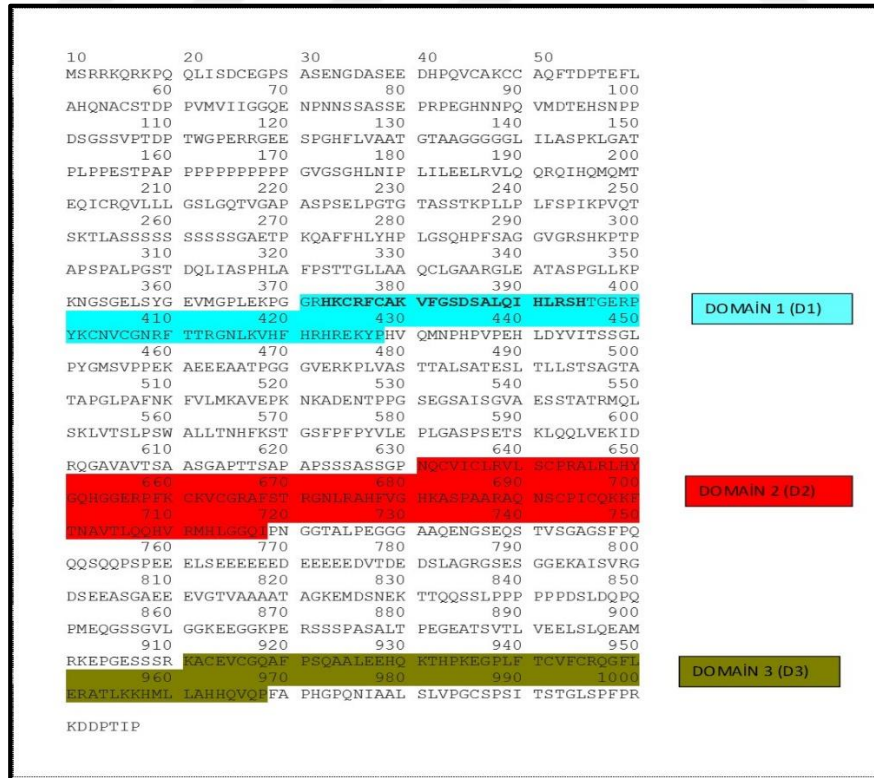 10 20 30 40 50
MSRRKQRKPQ QLISDCEGPS ASENGDASEE DHPQVCAKCC AQFTDPTEFL
60 70 80 90 100
AHQNACSTDP PVMVIIGGQE NPNNSSASSE PRPEGHNNPQ VMDTEHSNPP
110 120 130 140 150
DSGSSVPTDP TWGPERRGEE SPGHFLVAAT GTAAGGGGGL ILASPKLGAT
160 170 180 190 200
PLPPESTPAP PPPPPPPPPP GVGSGHLNIP LILEELRVLQ QRQIHQMQMT
210 220 230 240 250
EQICRQVLLL GSLGQTVGAP ASPSELPGTG TASSTKPLLP LFSPIKPVQT
260 270 280 290 300
SKTLASSSSS SSSSSGAETP KQAFFHLYHP LGSQHPFSAG GVGRSHKPTP
310 320 330 340 350
APSPALPGST DQLIASPHLA FPSTTGLLAA QCLGAARGLE ATASPGLLKP
360 370 380 390 400
KNGSGELSYG EVMGPLEKPG GRHKCRFCAK VFGSDSALQI HLRSHTGERP
410 420 430 440 450
YKCNVCGNRF TTRGNLKVHF HRHREKYPHV QMNPHPVPEH LDYVITSSGL
460 470 480 490 500
PYGMSVPPEK AEEEAATPGG GVERKPLVAS TTALSATESL TLLSTSAGTA
510 520 530 540 550
TAPGLPAFNK FVLMKAVEPK NKADENTPPG SEGSAISGVA ESSTATRMQL
560 570 580 590 600
SKLVTSLPSW ALLTNHFKST GSFPFPYVLE PLGASPSETS KLQQLVEKID
610 620 630 640 650
RQGAVAVTSA ASGAPTTSAP APSSSASSGP NQCVICLRVL SCPRALRLHY
660 670 680 690 700
GQHGGERPFK CKVCGRAFST RGNLRAHFVG HKASPAARAQ NSCPICQKKF
710 720 730 740 750
TNAVTLQQHV RMHLGGQIPN GGTALPEGGG AAQENGSEQS TVSGAGSFPQ
760 770 780 790 800
QQSQQPSPEE ELSEEEEEED EEEEEDVTDE DSLAGRGSES GGEKAISVRG
810 820 830 840 850
DSEEASGAEE EVGTVAAAAT AGKEMDSNEK TTQQSSLPPP PPPDSLDQPQ
860 870 880 890 900
PMEQGSSGVL GGKEEGGKPE RSSSPASALT PEGEATSVTL VEELSLQEAM
910 920 930 940 950
RKEPGESSSR KACEVCGQAF PSQAALEEHQ KTHPKEGPLF TCVFCRQGFL
960 970 980 990 1000
ERATLKKHML LAHHQVQPFA PHGPQNIAAL SLVPGCSPSI TSTGLSPFPR
KDDPTIP
DOMAİN 1 (D1)
DOMAİN 2 (D2)
DOMAİN 3 (D3)